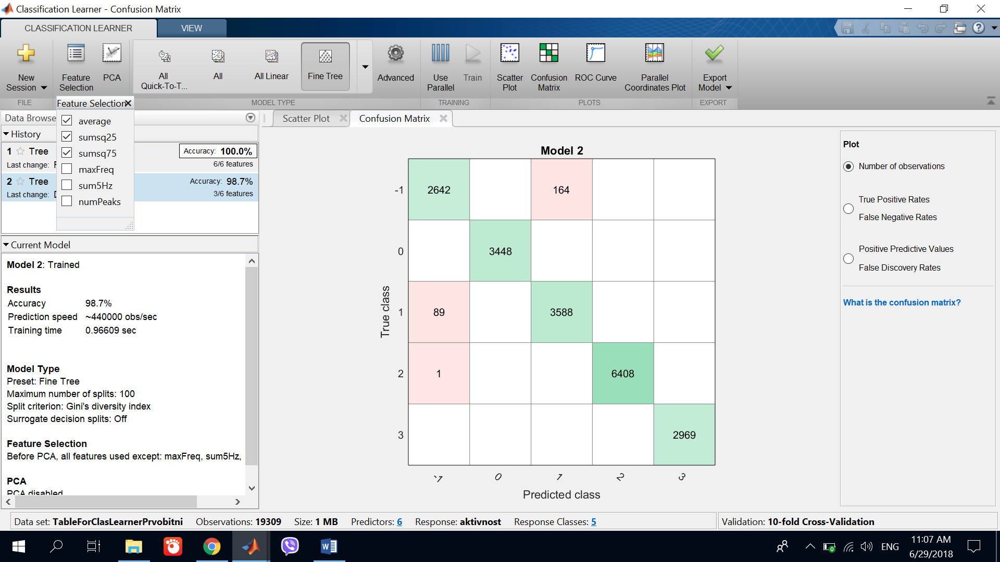 Classification Learner - Confusion Matrix
CLASSIFICATION LEARNER
VIEW
New Session
Feature Selection
PCA
All Quick-To-T...
All
All Linear
Fine Tree
Advanced
Use Parallel
Train
Scatter Plot
Confusion Matrix
ROC Curve
Parallel Coordinates Plot
Export Model
FILE
MODEL TYPE
TRAINING
PLOTS
EXPORT
Feature Selection
average
sumsq25
sumsq75
maxFreq
sum5Hz
numPeaks
Data Browse
History
1 Tree
Accuracy: 100.0%
Last change:
6/6 features
2 Tree
Accuracy: 98.7%
Last change:
3/6 features
Current Model
Model 2: Trained
Results
Accuracy 98.7%
Prediction speed ~440000 obs/sec
Training time 0.96609 sec
Model Type
Preset: Fine Tree
Maximum number of splits: 100
Split criterion: Gini's diversity index
Surrogate decision splits: Off
Feature Selection
Before PCA, all features used except: maxFreq, sum5Hz,
PCA
PCA disabled
Scatter Plot
Confusion Matrix
Model 2
True class
-1 2642 164
0 3448
1 89 3588
2 1 6408
3 2969
-1 0 1 2 3
Predicted class
Plot
Number of observations
True Positive Rates
False Negative Rates
Positive Predictive Values
False Discovery Rates
What is the confusion matrix?
Data set: TableForClasLearnerPrvobitni Observations: 19309 Size: 1 MB Predictors: 6 Response: aktivnost Response Classes: 5
Validation: 10-fold Cross-Validation
ENG
11:07 AM
6/29/2018